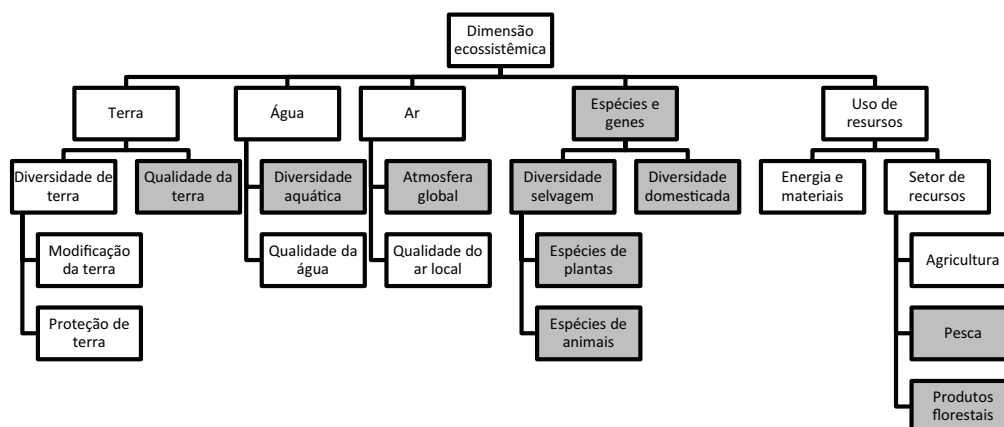 Dimensão
ecossistêmica
Terra
Água
Ar
Espécies e
genes
Uso de
resursos
Diversidade de
terra
Qualidade da
terra
Diversidade
aquática
Atmosfera
global
Diversidade
selvagem
Diversidade
domesticada
Energia e
materiais
Setor de
recursos
Modificação
da terra
Qualidade da
água
Qualidade do
ar local
Espécies de
plantas
Agricultura
Proteção de
terra
Espécies de
animais
Pesca
Produtos
florestais